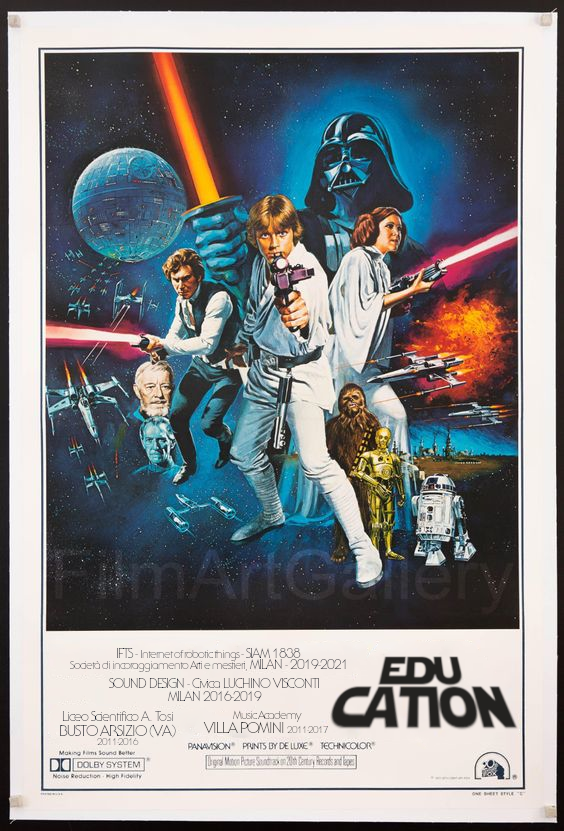 FilmArtGallery
IFTS - Internet of robotic things - SIAM 1838
Società di incoraggiamento Arti e mestieri, MILAN - 2019-2021
SOUND DESIGN - Civica LUCHINO VISCONTI
MILAN 2016-2019
Liceo Scientifico A. Tosi
BUSTO ARSIZIO (VA)
2011-2016
Music Academy
VILLA POMINI 2011-2017
EDU
CATION
PANAVISION® PRINTS BY DE LUXE® TECHNICOLOR®
Making Films Sound Better
DOLBY SYSTEM®
Noise Reduction · High Fidelity
Original Motion Picture Soundtrack on 20th Century Records and Tapes
ONE SHEET STYLE "C"